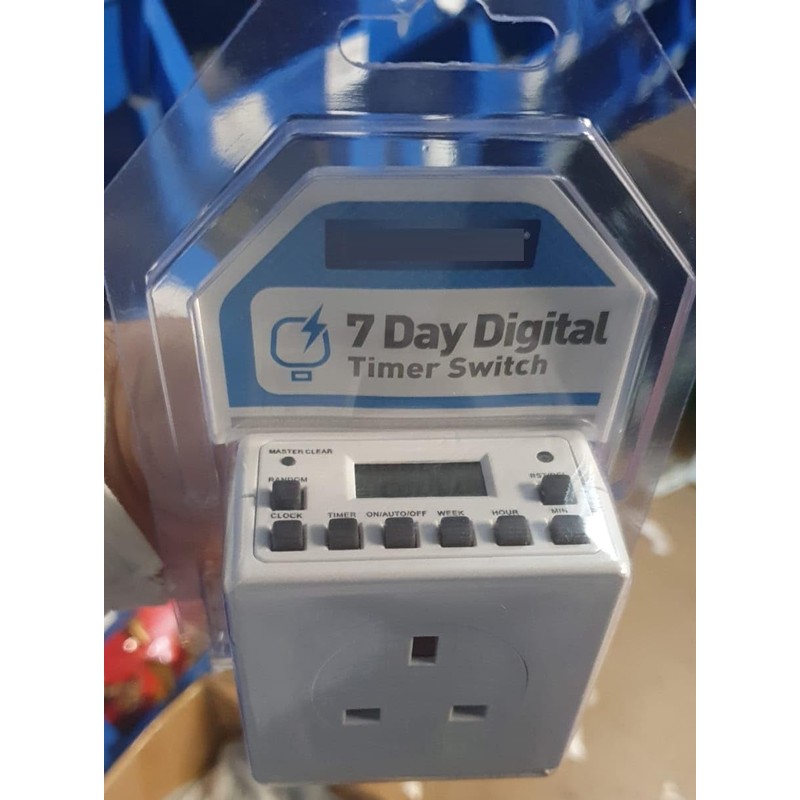 7 Day Digital
Timer Switch
MASTER CLEAR
RANDOM
CLOCK TIMER ON/AUTO/OFF WEEK HOUR MIN